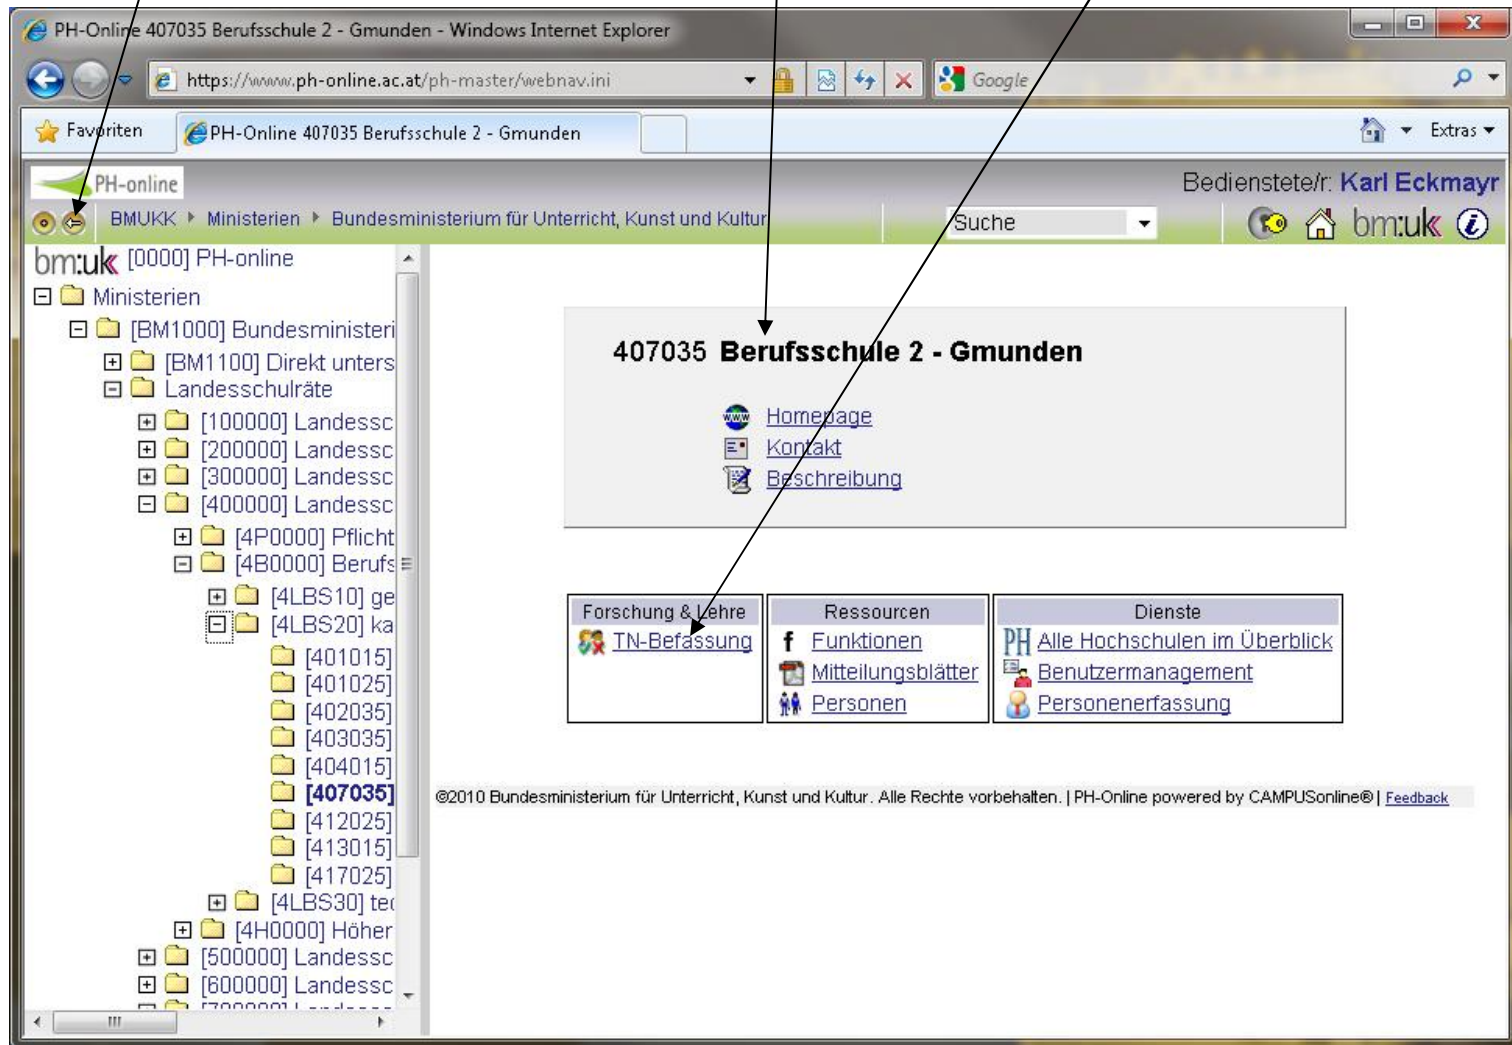 PH-Online 407035 Berufsschule 2 - Gmunden - Windows Internet Explorer
https://www.ph-online.ac.at/ph-master/webnav.ini
Google
Favoriten
PH-Online 407035 Berufsschule 2 - Gmunden
Extras
PH-online
Bedienstete/r: Karl Eckmayr
BMUKK Ministerien Bundesministerium für Unterricht, Kunst und Kultur
Suche
bm:uk
bm:uk [0000] PH-online
Ministerien
[BM1000] Bundesministeri
[BM1100] Direkt unters
Landesschulräte
[100000] Landessc
[200000] Landessc
[300000] Landessc
[400000] Landessc
[4P0000] Pflicht
[4B0000] Berufs
[4LBS10] ge
[4LBS20] ka
[401015]
[401025]
[402035]
[403035]
[404015]
[407035]
[412025]
[413015]
[417025]
[4LBS30] tec
[4H0000] Höher
[500000] Landessc
[600000] Landessc
407035 Berufsschule 2 - Gmunden
www Homepage
Kontakt
Beschreibung
Forschung & Lehre
TN-Befassung
Ressourcen
f Funktionen
Mitteilungsblätter
Personen
Dienste
PH Alle Hochschulen im Überblick
Benutzermanagement
Personenerfassung
©2010 Bundesministerium für Unterricht, Kunst und Kultur. Alle Rechte vorbehalten. | PH-Online powered by CAMPUSonline® | Feedback